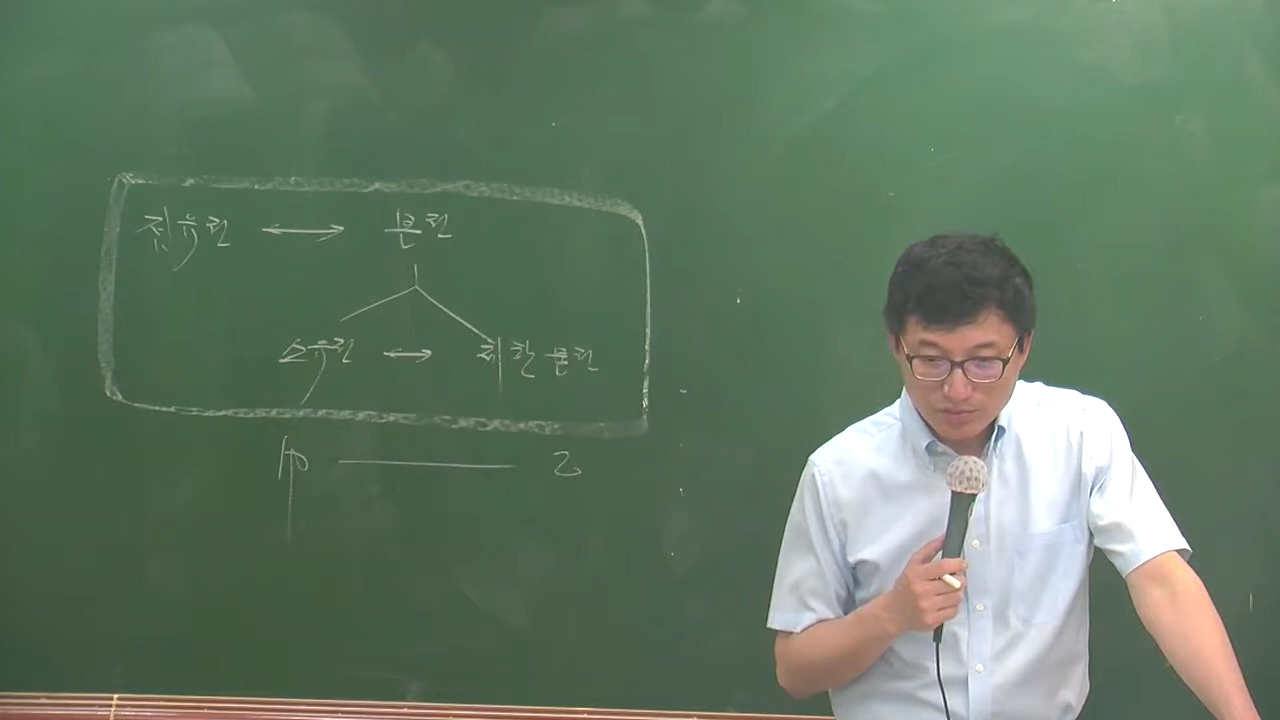 점유권 ↔ 본권
소유권 ↔ 제한물권
甲 — 乙